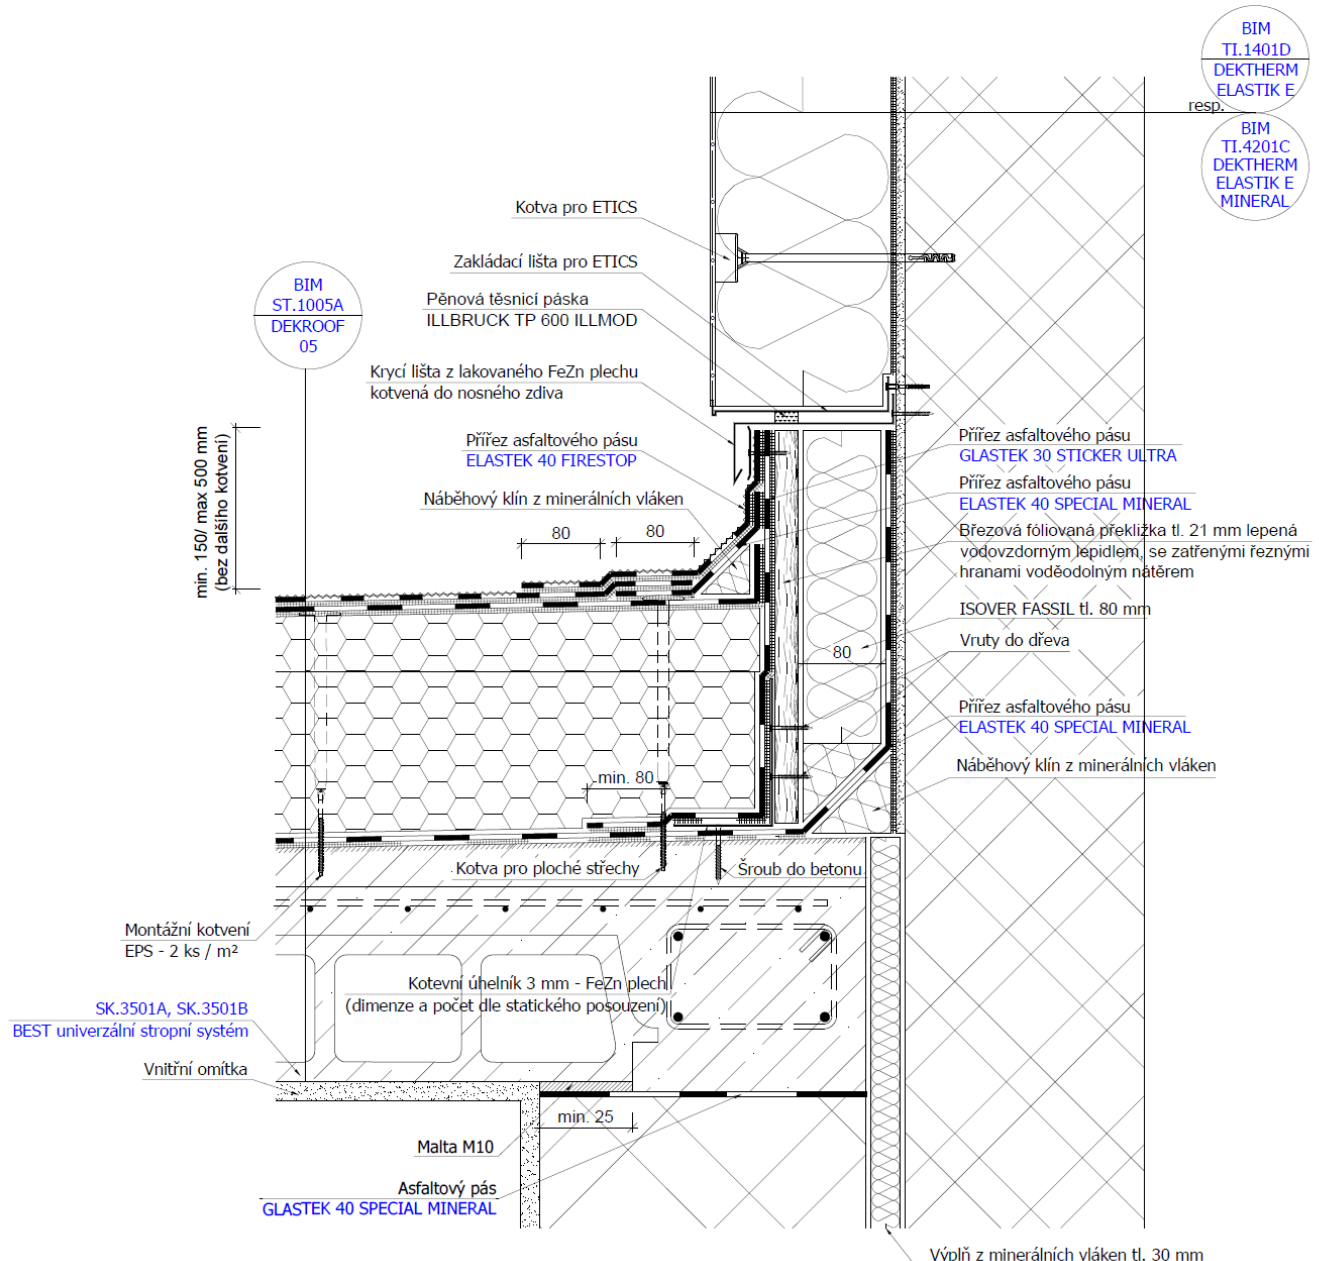 BIM
TI.1401D
DEKTHERM
ELASTIK E
resp.
BIM
TI.4201C
DEKTHERM
ELASTIK E
MINERAL
Kotva pro ETICS
Zakládací lišta pro ETICS
Pěnová těsnicí páska
ILLBRUCK TP 600 ILLMOD
BIM
ST.1005A
DEKROOF
05
Krycí lišta z lakovaného FeZn plechu
kotvená do nosného zdiva
Přířez asfaltového pásu
ELASTEK 40 FIRESTOP
Náběhový klín z minerálních vláken
min. 150/ max 500 mm
(bez dalšího kotvení)
80
80
Přířez asfaltového pásu
GLASTEK 30 STICKER ULTRA
Přířez asfaltového pásu
ELASTEK 40 SPECIAL MINERAL
Březová fóliovaná překližka tl. 21 mm lepená
vodovzdorným lepidlem, se zatřenými řeznými
hranami voděodolným nátěrem
ISOVER FASSIL tl. 80 mm
Vruty do dřeva
80
Přířez asfaltového pásu
ELASTEK 40 SPECIAL MINERAL
Náběhový klín z minerálních vláken
min. 80
Kotva pro ploché střechy
Šroub do betonu
Montážní kotvení
EPS - 2 ks / m²
Kotevní úhelník 3 mm - FeZn plech
(dimenze a počet dle statického posouzení)
SK.3501A, SK.3501B
BEST univerzální stropní systém
Vnitřní omítka
min. 25
Malta M10
Asfaltový pás
GLASTEK 40 SPECIAL MINERAL
Výplň z minerálních vláken tl. 30 mm